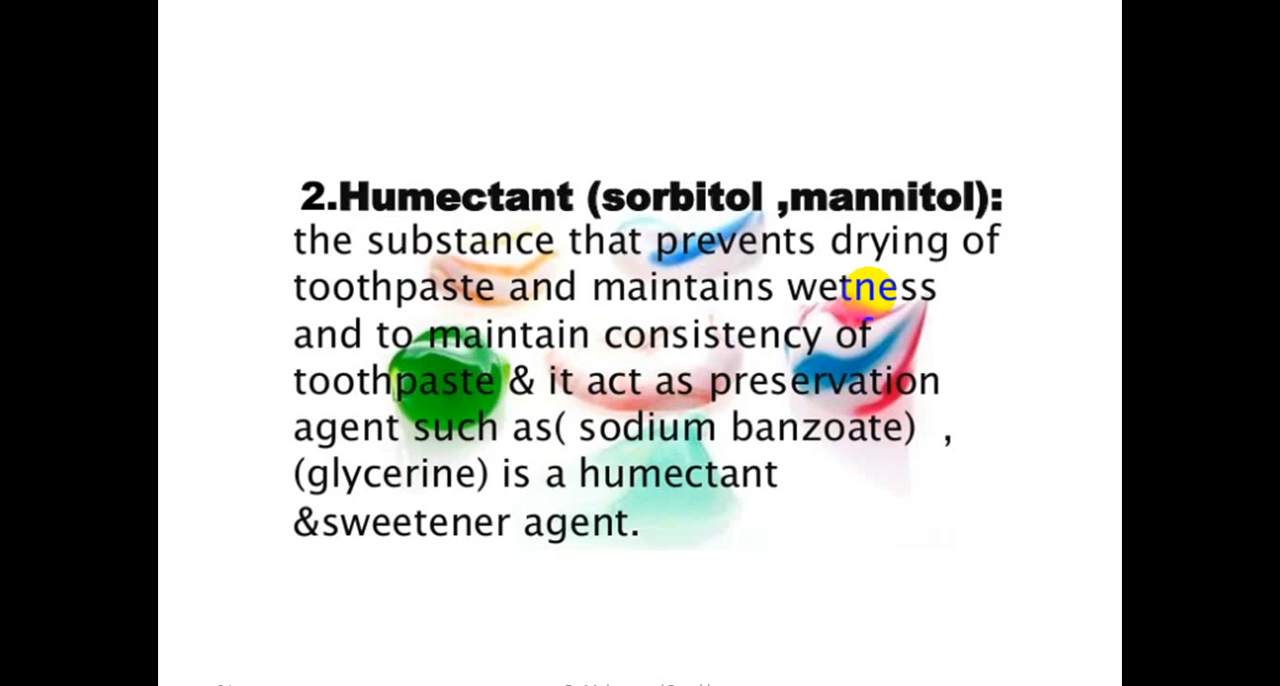 2.Humectant (sorbitol ,mannitol):
the substance that prevents drying of
toothpaste and maintains wetness
and to maintain consistency of
toothpaste & it act as preservation
agent such as( sodium banzoate)  ,
(glycerine) is a humectant
&sweetener agent.